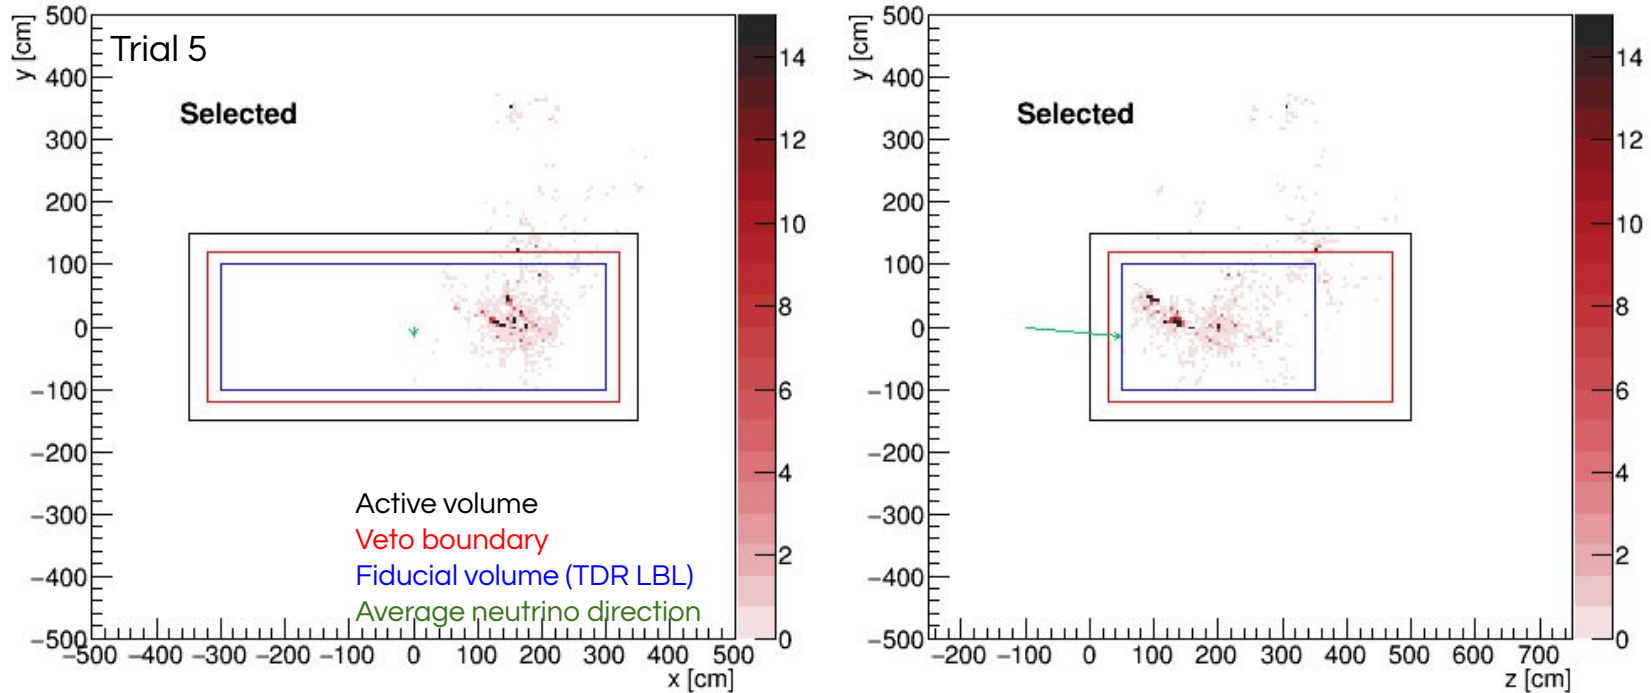 Trial 5
Selected
y [cm]
500
400
300
200
100
0
−100
−200
−300
−400
−500
−500 −400 −300 −200 −100 0 100 200 300 400 500
x [cm]
14
12
10
8
6
4
2
0
Active volume
Veto boundary
Fiducial volume (TDR LBL)
Average neutrino direction
Selected
y [cm]
500
400
300
200
100
0
−100
−200
−300
−400
−500
−200 −100 0 100 200 300 400 500 600 700
z [cm]
14
12
10
8
6
4
2
0